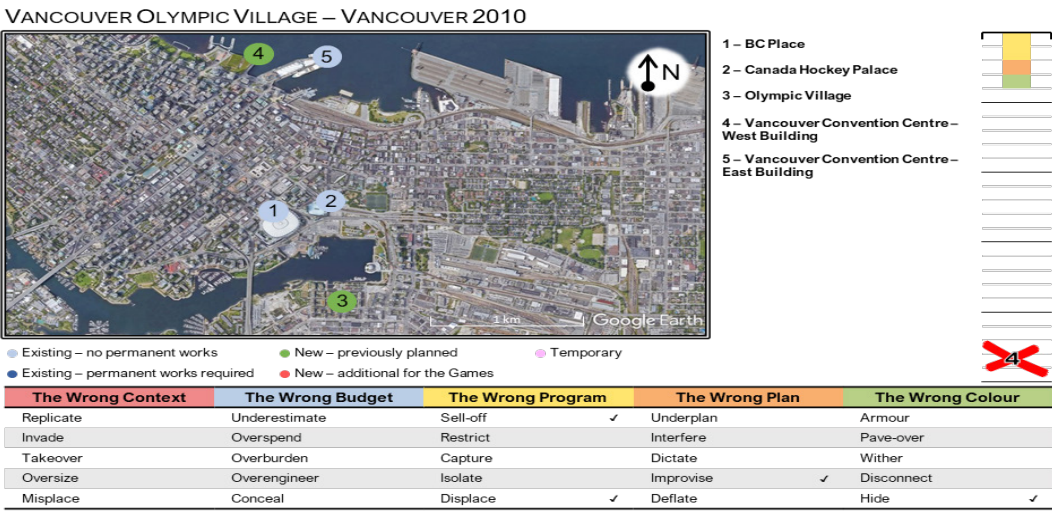 VANCOUVER OLYMPIC VILLAGE – VANCOUVER 2010
4
5
N
2
1
3
1 km
Google Earth
1 – BC Place
2 – Canada Hockey Palace
3 – Olympic Village
4 – Vancouver Convention Centre –
West Building
5 – Vancouver Convention Centre –
East Building
4
Existing – no permanent works
New – previously planned
Temporary
Existing – permanent works required
New – additional for the Games
The Wrong Context The Wrong Budget The Wrong Program The Wrong Plan The Wrong Colour
Replicate Underestimate Sell-off ✓ Underplan Armour
Invade Overspend Restrict Interfere Pave-over
Takeover Overburden Capture Dictate Wither
Oversize Overengineer Isolate Improvise ✓ Disconnect
Misplace Conceal Displace ✓ Deflate Hide ✓